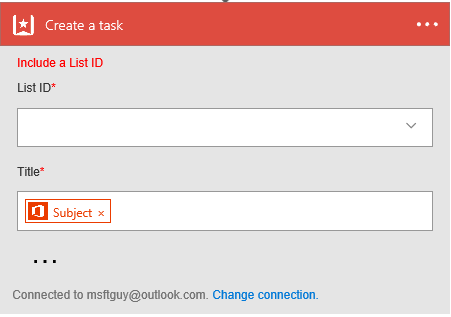 Create a task
Include a List ID
List ID*
Title*
Subject ×
Connected to msftguy@outlook.com. Change connection.